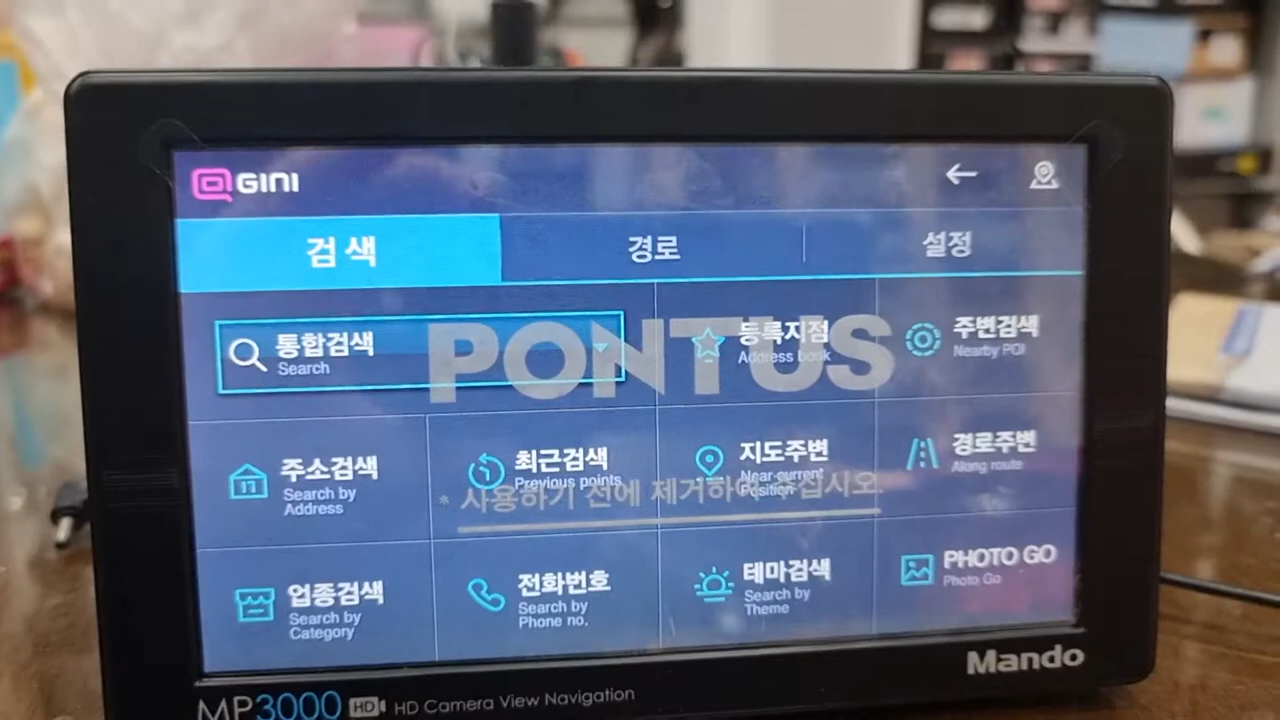 GINI
검색
경로
설정
통합검색
Search
등록지점
Address book
주변검색
Nearby POI
PONTUS
주소검색
Search by
Address
최근검색
Previous points
지도주변
Near current
Position
경로주변
Along route
* 사용하기 전에 제거하여 주십시오
업종검색
Search by
Category
전화번호
Search by
Phone no.
테마검색
Search by
Theme
PHOTO GO
Photo Go
Mando
MP3000 HD HD Camera View Navigation